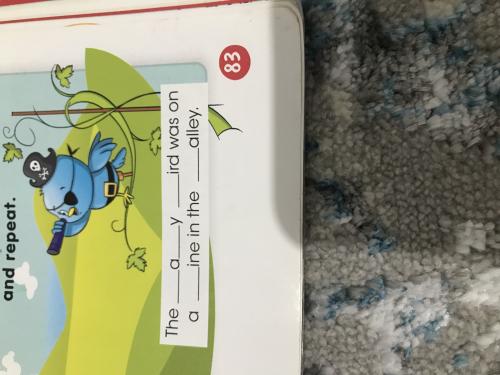 and repeat.
The ___a___y ___ird was on
a ___ine in the ___alley.
83